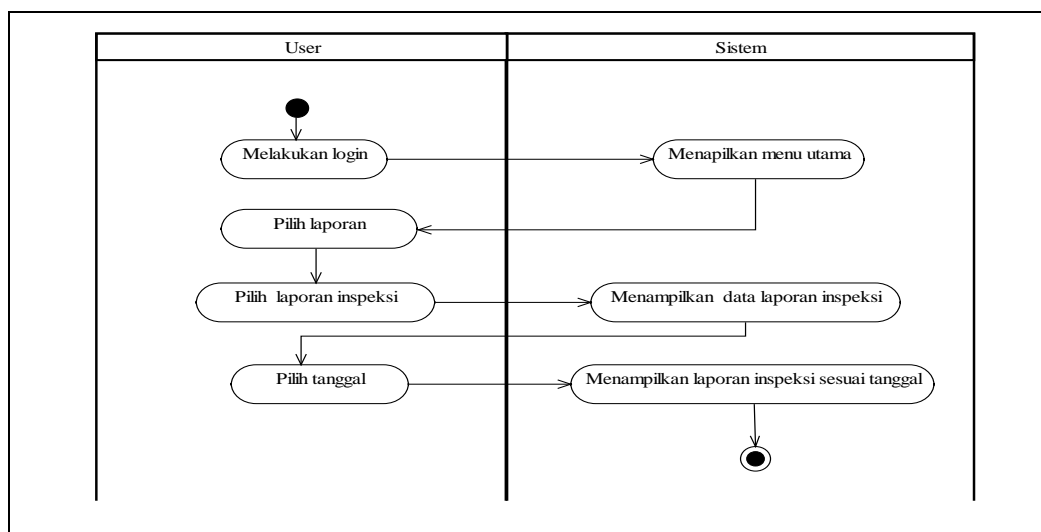 User
Sistem
Melakukan login
Menapilkan menu utama
Pilih laporan
Pilih laporan inspeksi
Menampilkan data laporan inspeksi
Pilih tanggal
Menampilkan laporan inspeksi sesuai tanggal